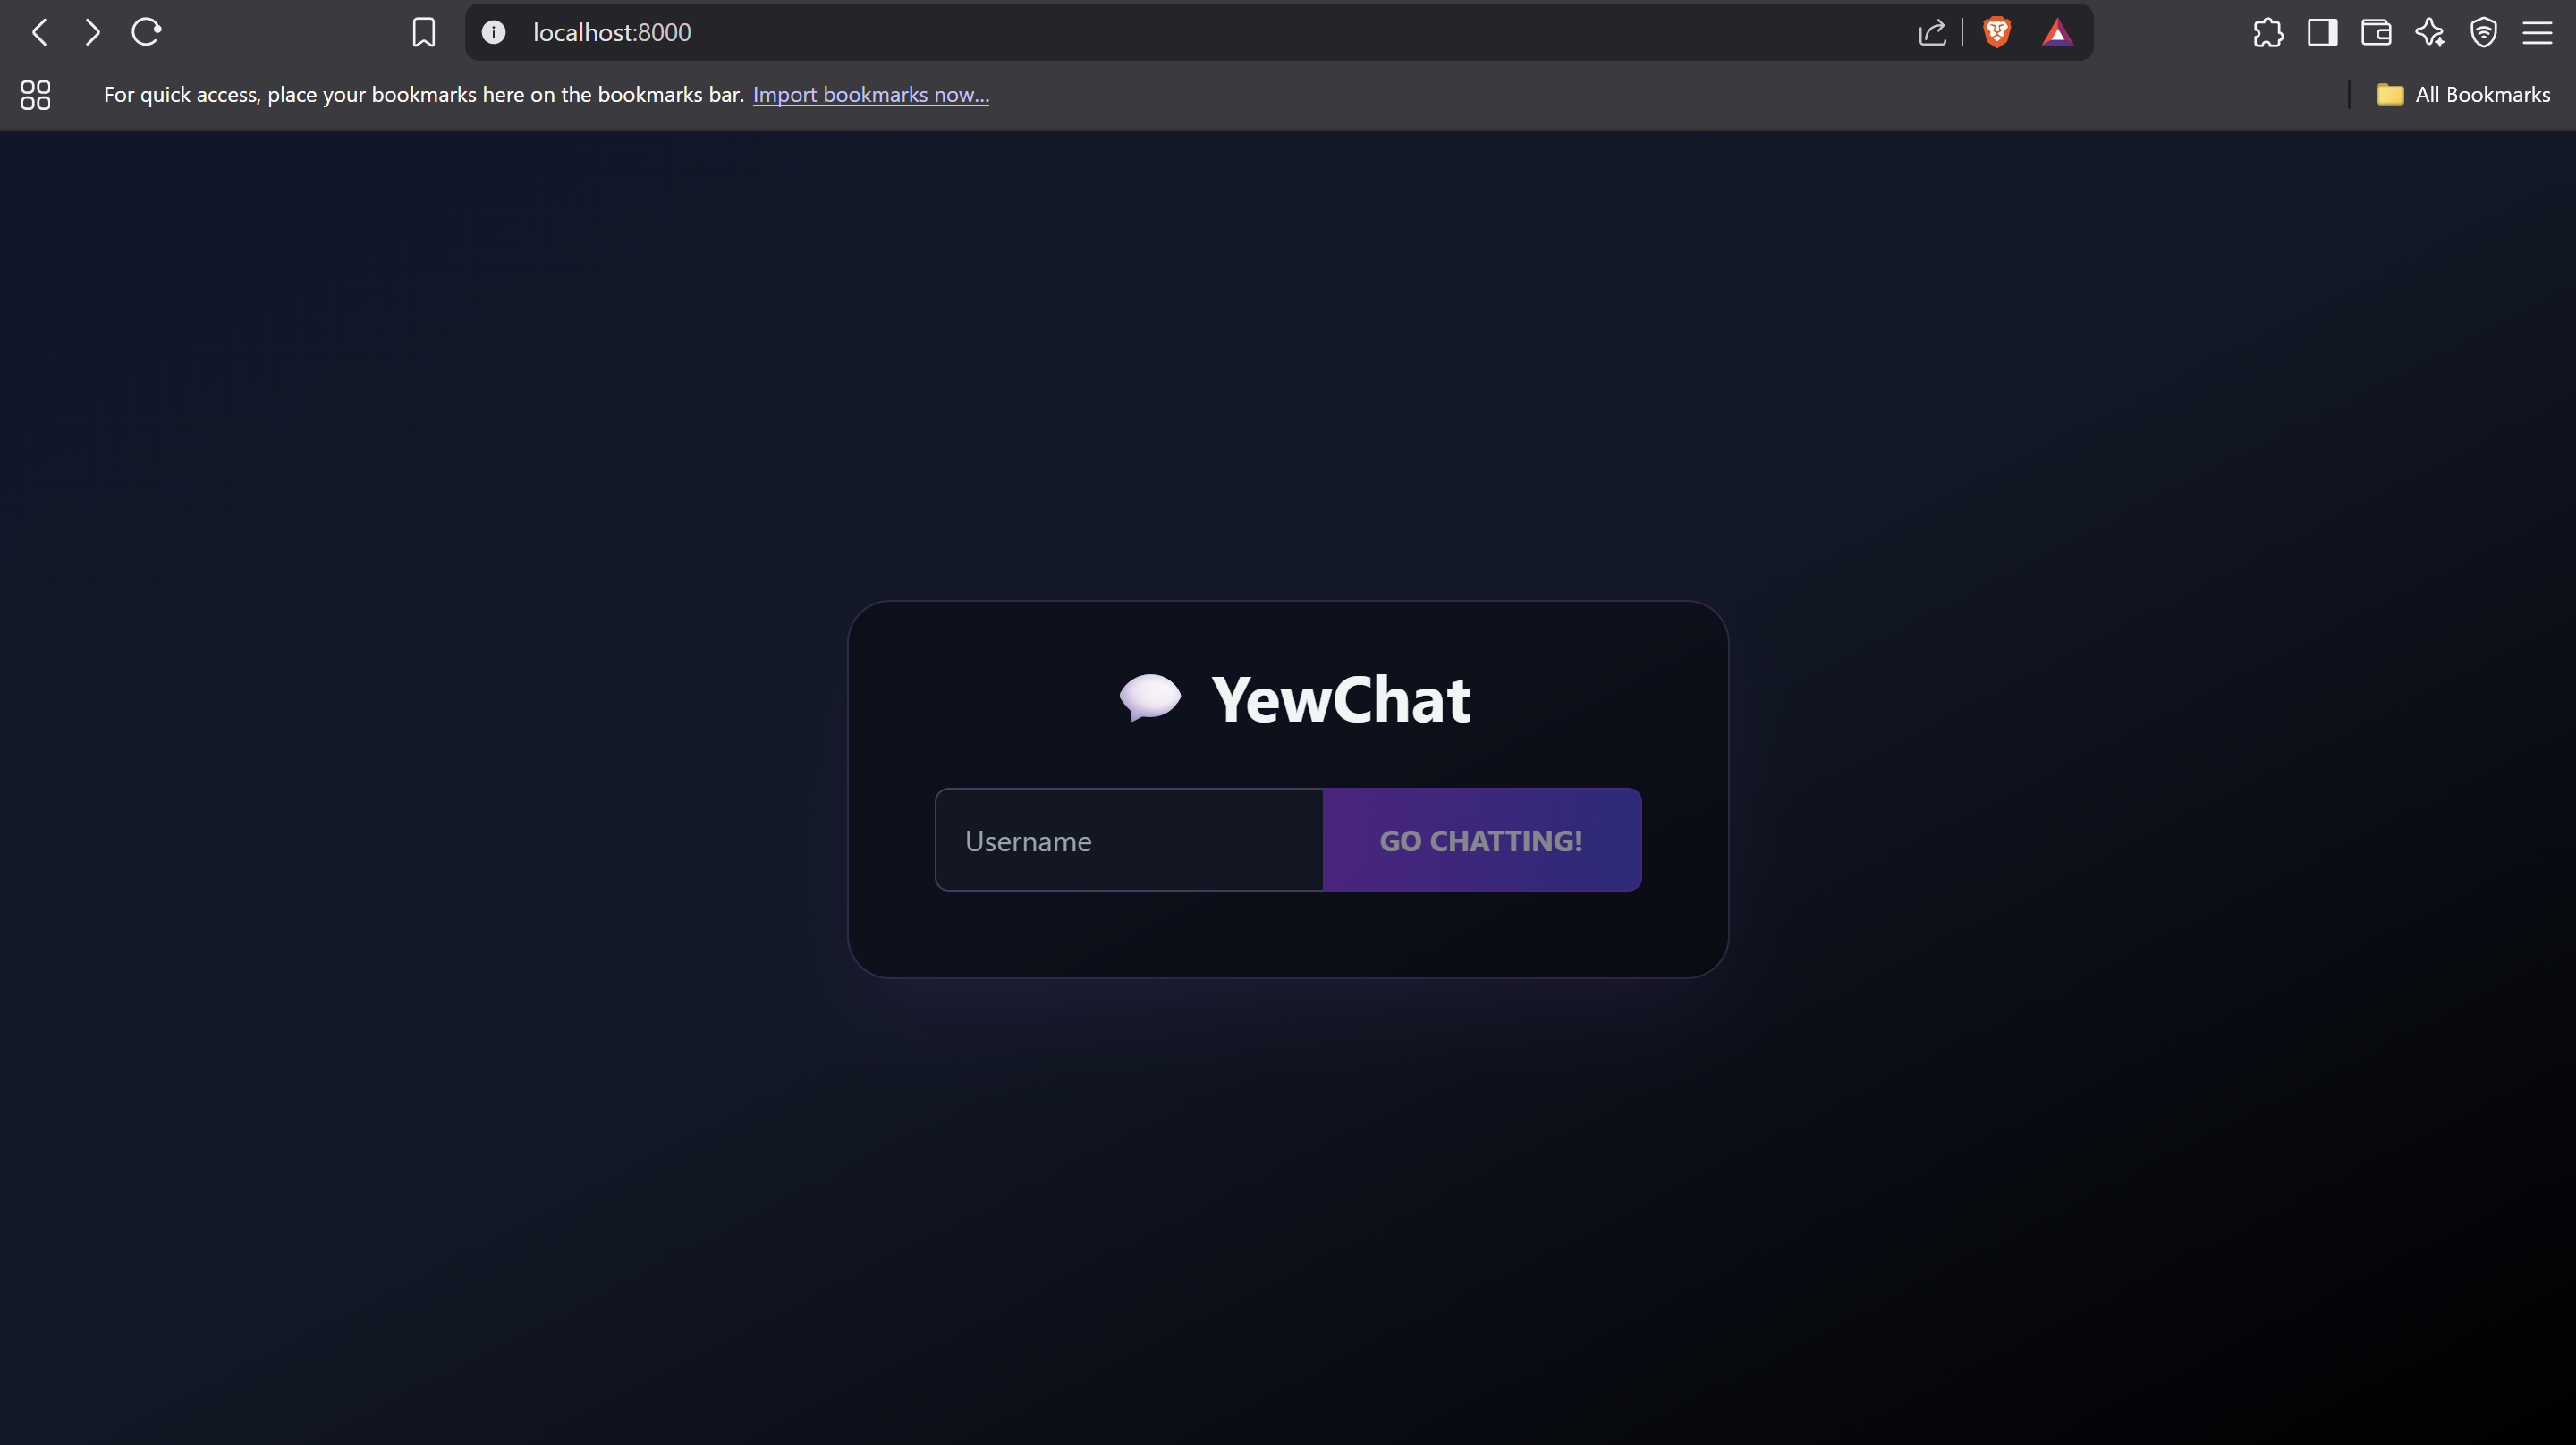 localhost:8000
For quick access, place your bookmarks here on the bookmarks bar. Import bookmarks now...
All Bookmarks
YewChat
Username
GO CHATTING!